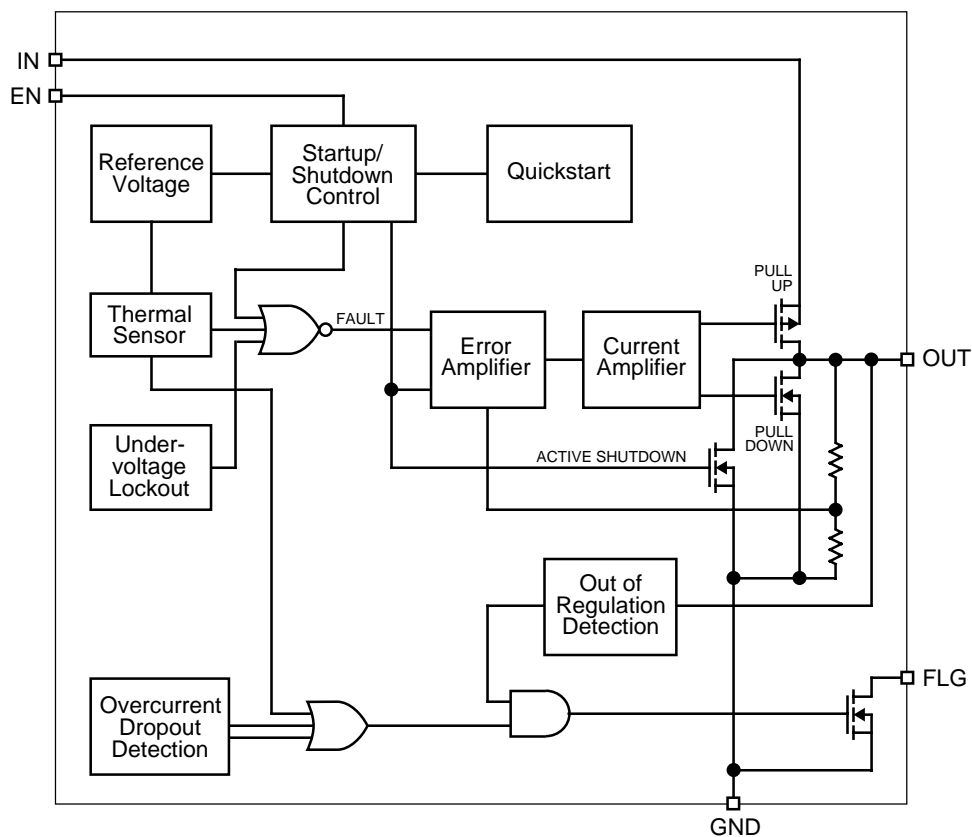 IN
EN
Reference
Voltage
Startup/
Shutdown
Control
Quickstart
PULL
UP
Thermal
Sensor
FAULT
Error
Amplifier
Current
Amplifier
OUT
PULL
DOWN
Under-
voltage
Lockout
ACTIVE SHUTDOWN
Out of
Regulation
Detection
FLG
Overcurrent
Dropout
Detection
GND